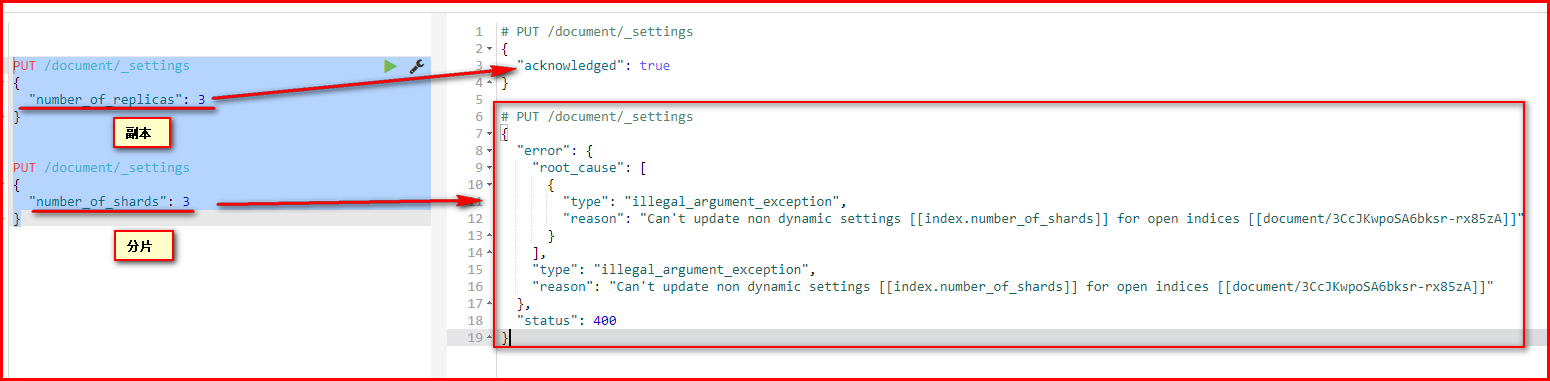 PUT /document/_settings
{
"number_of_replicas": 3
}
副本
PUT /document/_settings
{
"number_of_shards": 3
}
分片
1 # PUT /document/_settings
2 {
3 "acknowledged": true
4 }
5
6 # PUT /document/_settings
7 {
8 "error": {
9 "root_cause": [
10 {
11 "type": "illegal_argument_exception",
12 "reason": "Can't update non dynamic settings [[index.number_of_shards]] for open indices [[document/3CcJKwpoSA6bksr-rx85zA]]"
13 }
14 ],
15 "type": "illegal_argument_exception",
16 "reason": "Can't update non dynamic settings [[index.number_of_shards]] for open indices [[document/3CcJKwpoSA6bksr-rx85zA]]"
17 },
18 "status": 400
19 }